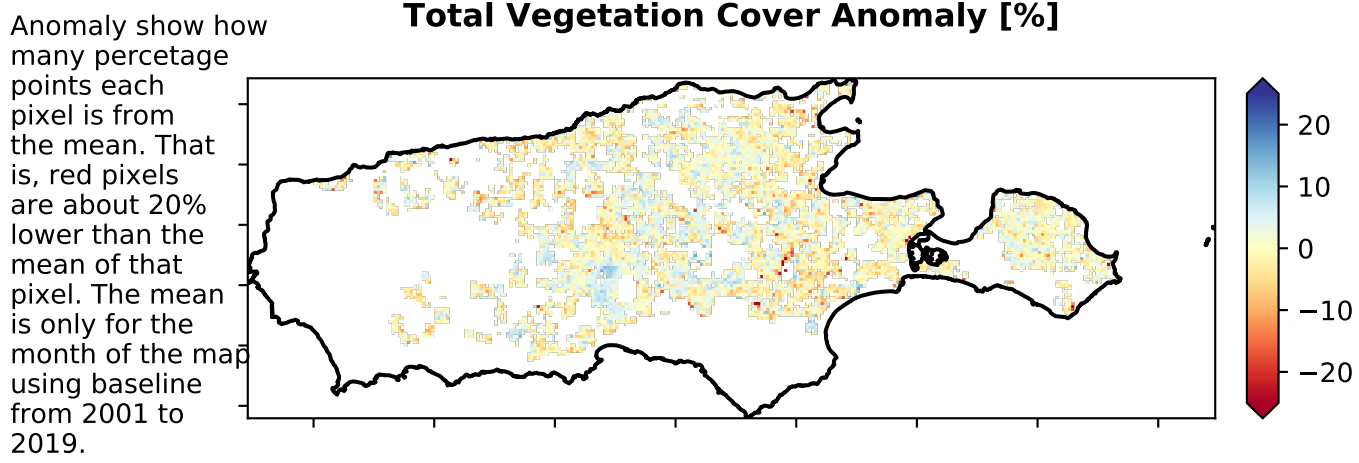 Total Vegetation Cover Anomaly [%]
Anomaly show how
many percetage
points each
pixel is from
the mean. That
is, red pixels
are about 20%
lower than the
mean of that
pixel. The mean
is only for the
month of the map
using baseline
from 2001 to
2019.
20
10
0
−10
−20